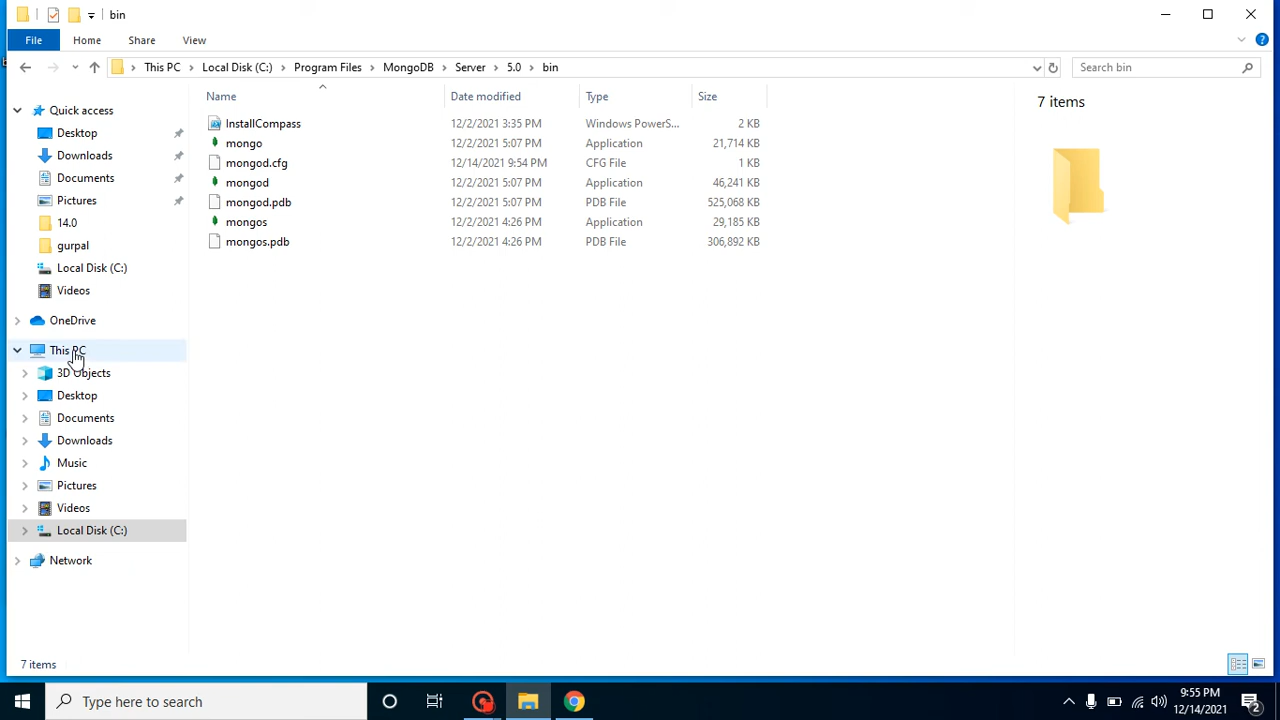 bin
File Home Share View
This PC Local Disk (C:) Program Files MongoDB Server 5.0 bin Search bin
Name Date modified Type Size
InstallCompass 12/2/2021 3:35 PM Windows PowerS... 2 KB
mongo 12/2/2021 5:07 PM Application 21,714 KB
mongod.cfg 12/14/2021 9:54 PM CFG File 1 KB
mongod 12/2/2021 5:07 PM Application 46,241 KB
mongod.pdb 12/2/2021 5:07 PM PDB File 525,068 KB
mongos 12/2/2021 4:26 PM Application 29,185 KB
mongos.pdb 12/2/2021 4:26 PM PDB File 306,892 KB
7 items
Quick access
Desktop
Downloads
Documents
Pictures
14.0
gurpal
Local Disk (C:)
Videos
OneDrive
This PC
3D Objects
Desktop
Documents
Downloads
Music
Pictures
Videos
Local Disk (C:)
Network
7 items
Type here to search
9:55 PM
12/14/2021
2